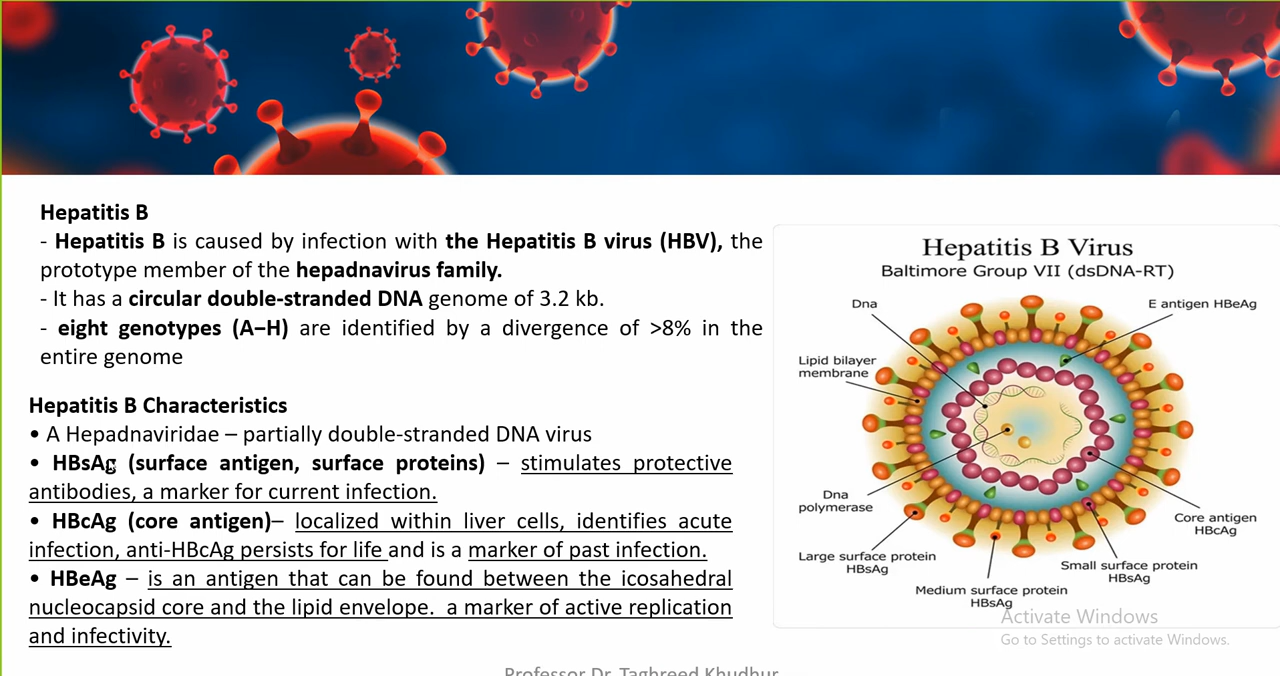 Hepatitis B
- Hepatitis B is caused by infection with the Hepatitis B virus (HBV), the
prototype member of the hepadnavirus family.
- It has a circular double-stranded DNA genome of 3.2 kb.
- eight genotypes (A–H) are identified by a divergence of >8% in the
entire genome
Hepatitis B Characteristics
• A Hepadnaviridae – partially double-stranded DNA virus
• HBsAg (surface antigen, surface proteins) – stimulates protective
antibodies, a marker for current infection.
• HBcAg (core antigen)– localized within liver cells, identifies acute
infection, anti-HBcAg persists for life and is a marker of past infection.
• HBeAg – is an antigen that can be found between the icosahedral
nucleocapsid core and the lipid envelope. a marker of active replication
and infectivity.
Hepatitis B Virus
Baltimore Group VII (dsDNA-RT)
Dna
E antigen HBeAg
Lipid bilayer
membrane
Dna
polymerase
Core antigen
HBcAg
Large surface protein
HBsAg
Small surface protein
HBsAg
Medium surface protein
HBsAg
Activate Windows
Go to Settings to activate Windows.
Professor Dr. Taghreed Khudhur